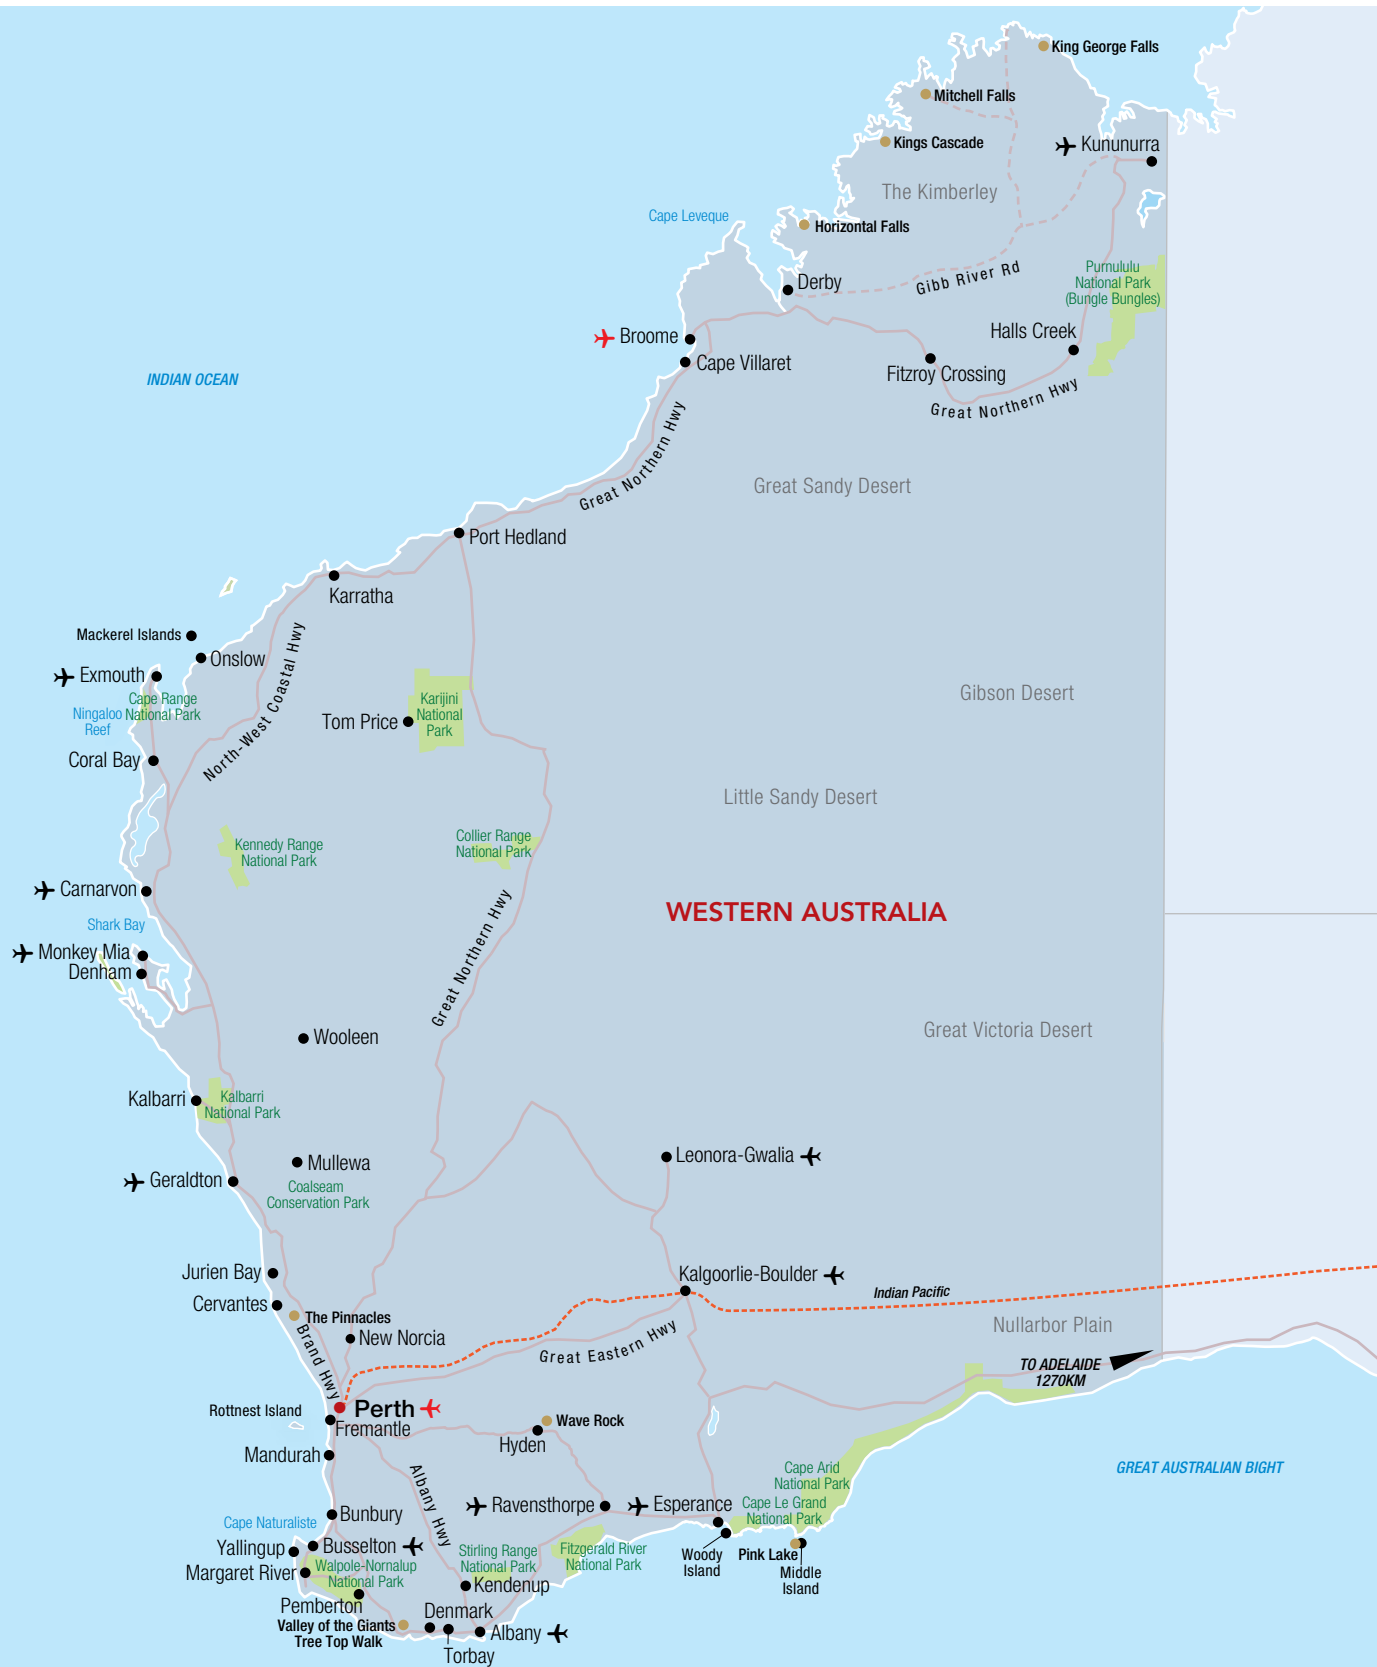 King George Falls
Mitchell Falls
Kings Cascade
Kununurra
The Kimberley
Cape Leveque
Horizontal Falls
Purnululu
National Park
(Bungle Bungles)
Gibb River Rd
Derby
Halls Creek
Broome
Cape Villaret
Fitzroy Crossing
INDIAN OCEAN
Great Northern Hwy
Great Northern Hwy
Great Sandy Desert
Port Hedland
Karratha
Mackerel Islands
Onslow
North-West Coastal Hwy
Exmouth
Cape Range
National Park
Ningaloo
Reef
Karijini
National
Park
Tom Price
Gibson Desert
Coral Bay
Little Sandy Desert
Kennedy Range
National Park
Collier Range
National Park
Carnarvon
WESTERN AUSTRALIA
Shark Bay
Great Northern Hwy
Monkey Mia
Denham
Wooleen
Great Victoria Desert
Kalbarri
Kalbarri
National Park
Leonora-Gwalia
Mullewa
Geraldton
Coalseam
Conservation Park
Jurien Bay
Kalgoorlie-Boulder
Indian Pacific
Cervantes
The Pinnacles
Brand Hwy
New Norcia
Nullarbor Plain
Great Eastern Hwy
TO ADELAIDE
1270KM
Rottnest Island
Perth
Fremantle
Wave Rock
Hyden
Mandurah
Albany Hwy
Cape Arid
National Park
GREAT AUSTRALIAN BIGHT
Bunbury
Ravensthorpe
Esperance
Cape Le Grand
National Park
Cape Naturaliste
Yallingup
Busselton
Stirling Range
National Park
Fitzgerald River
National Park
Woody
Island
Pink Lake
Middle
Island
Margaret River
Walpole-Nornalup
National Park
Kendenup
Pemberton
Valley of the Giants
Tree Top Walk
Denmark
Albany
Torbay